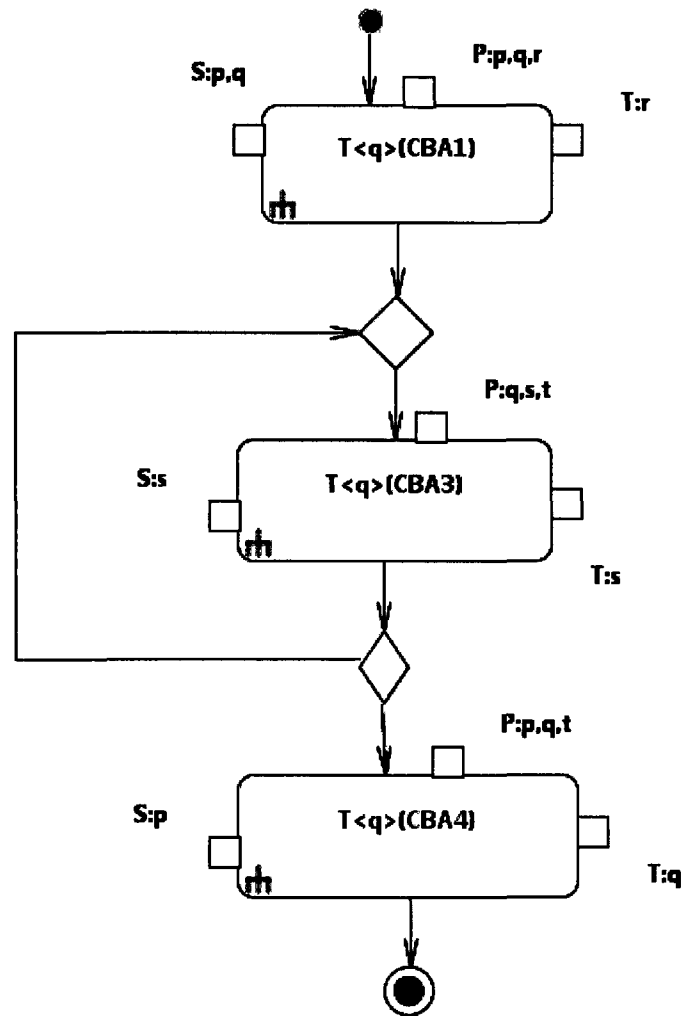 P:p,q,r
S:p,q
T:r
T<q>(CBA1)
P:q,s,t
S:s
T<q>(CBA3)
T:s
P:p,q,t
S:p
T<q>(CBA4)
T:q